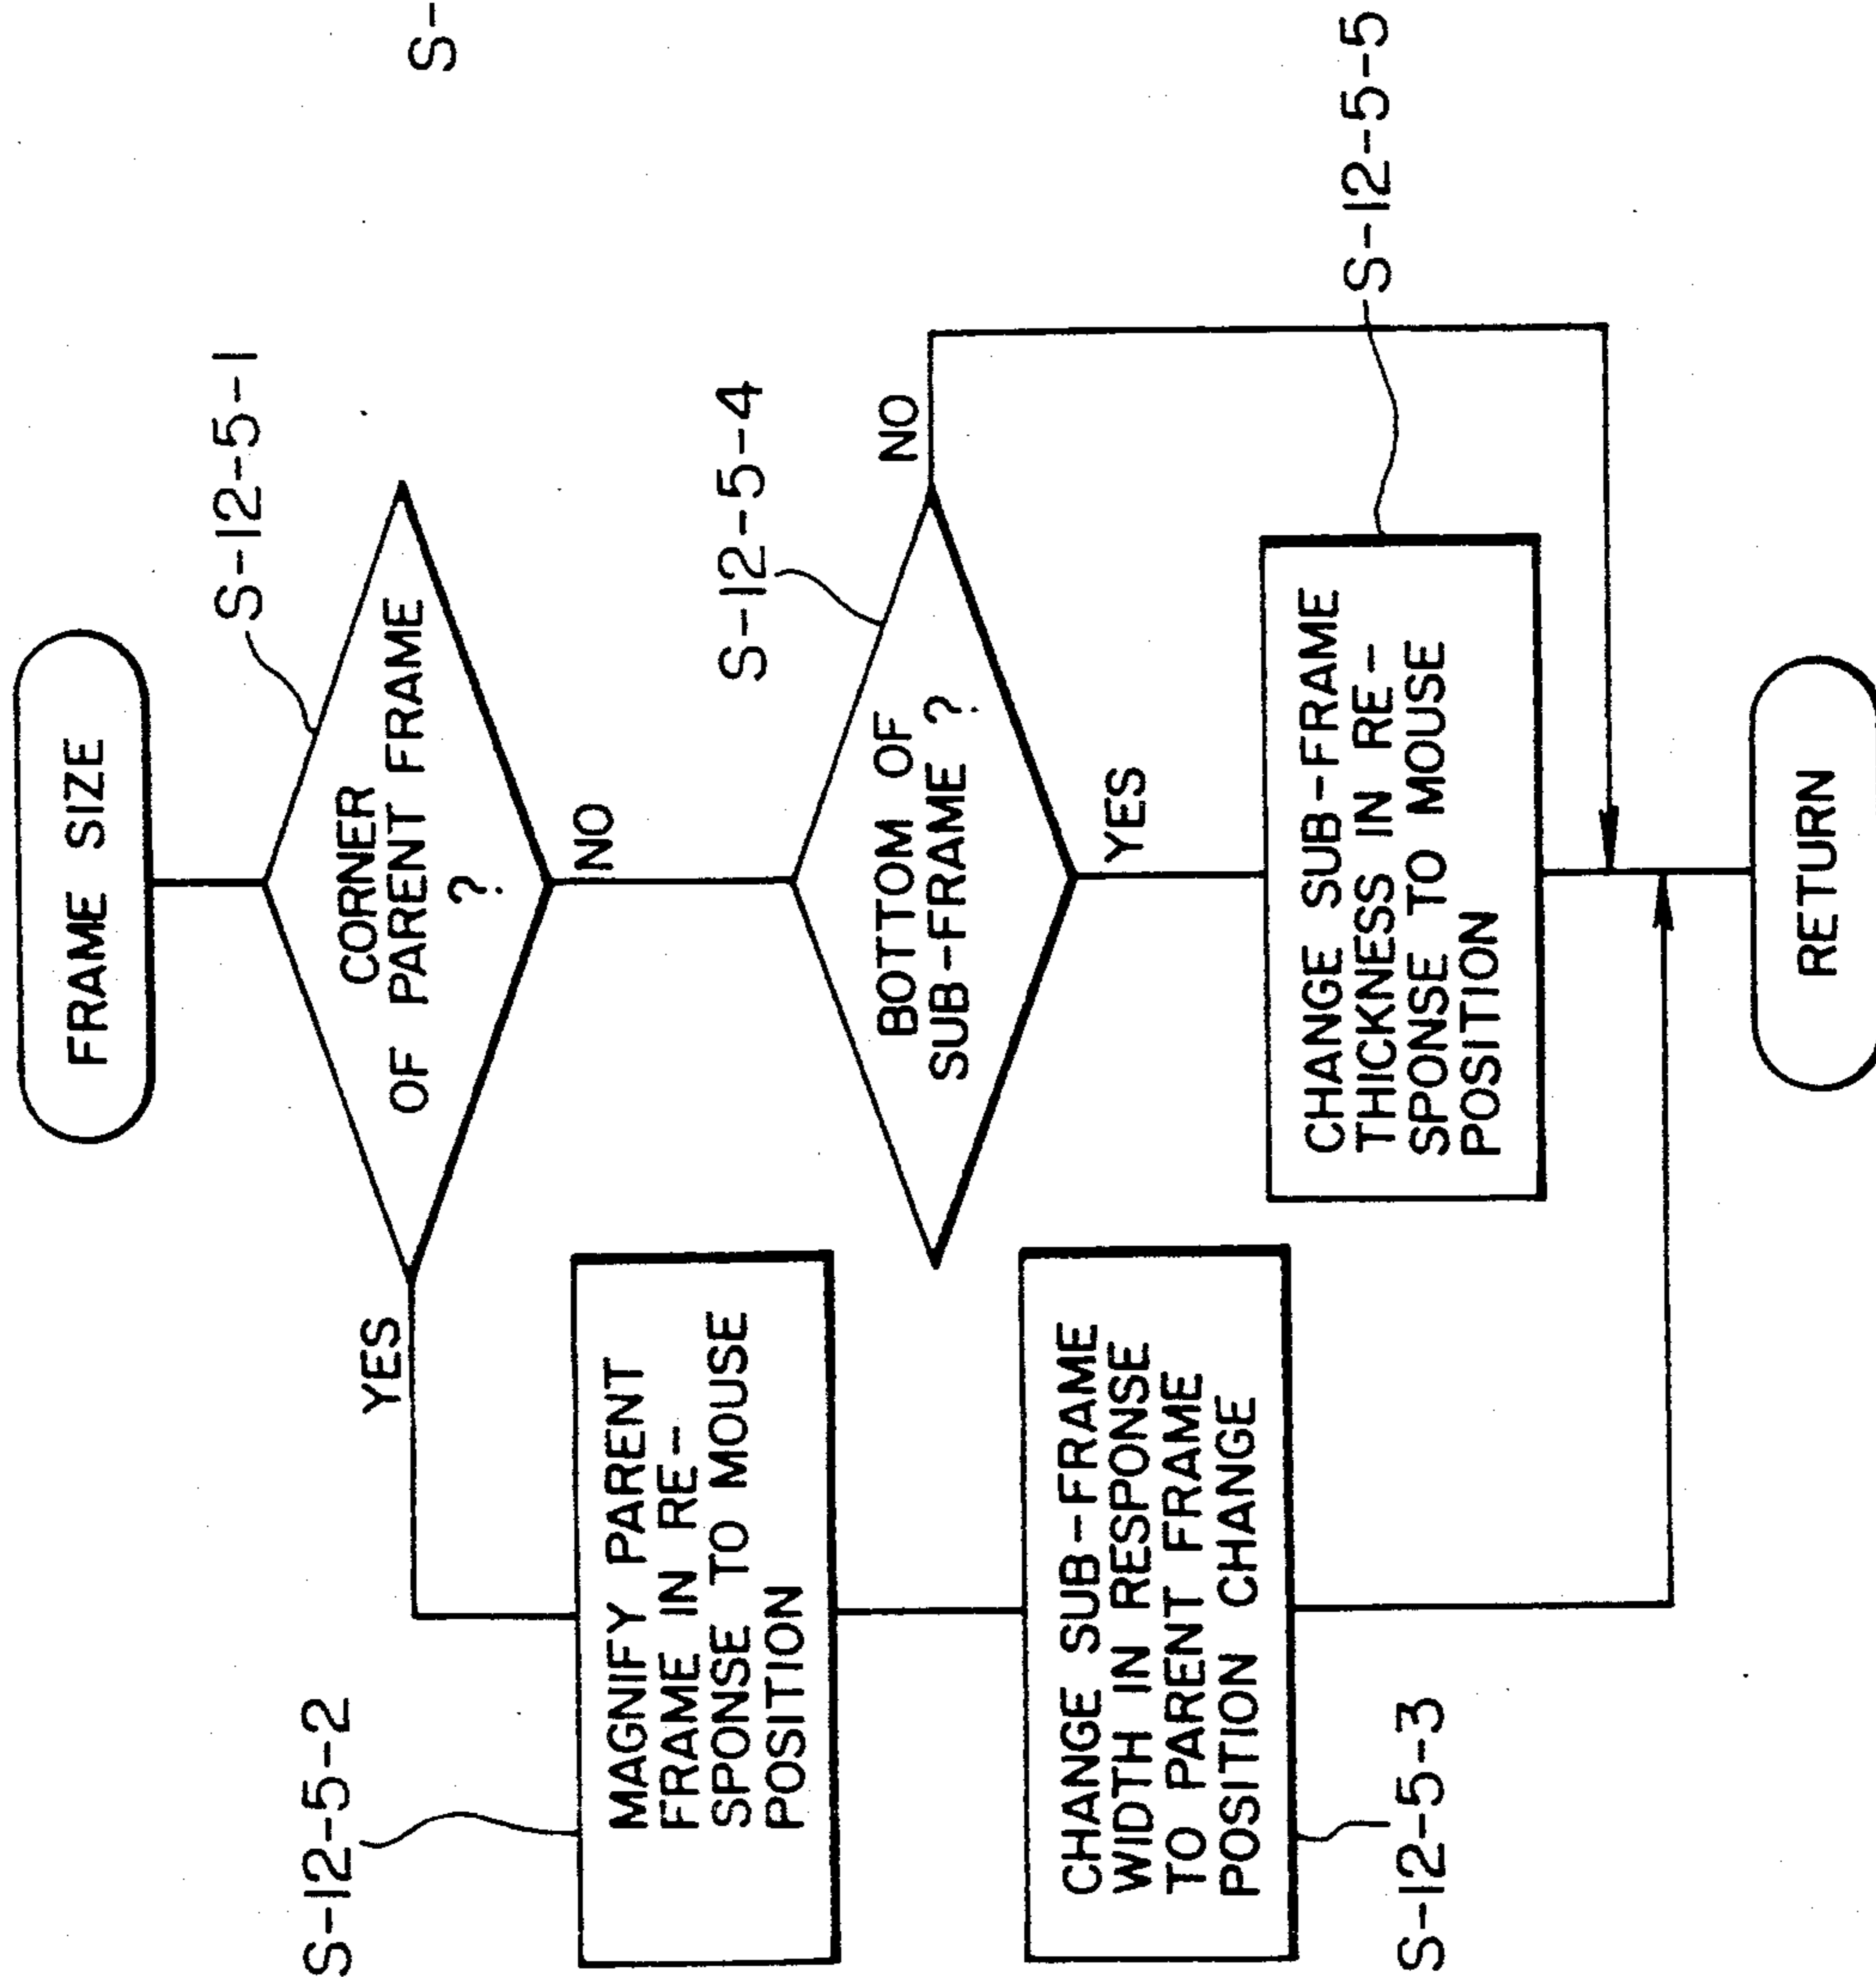 FRAME SIZE
S-12-5-1
CORNER
OF PARENT FRAME
?
YES
NO
S-12-5-2
MAGNIFY PARENT
FRAME IN RE-
SPONSE TO MOUSE
POSITION
S-12-5-4
BOTTOM OF
SUB-FRAME ?
NO
YES
CHANGE SUB-FRAME
WIDTH IN RESPONSE
TO PARENT FRAME
POSITION CHANGE
S-12-5-3
CHANGE SUB-FRAME
THICKNESS IN RE-
SPONSE TO MOUSE
POSITION
S-12-5-5
RETURN
S-